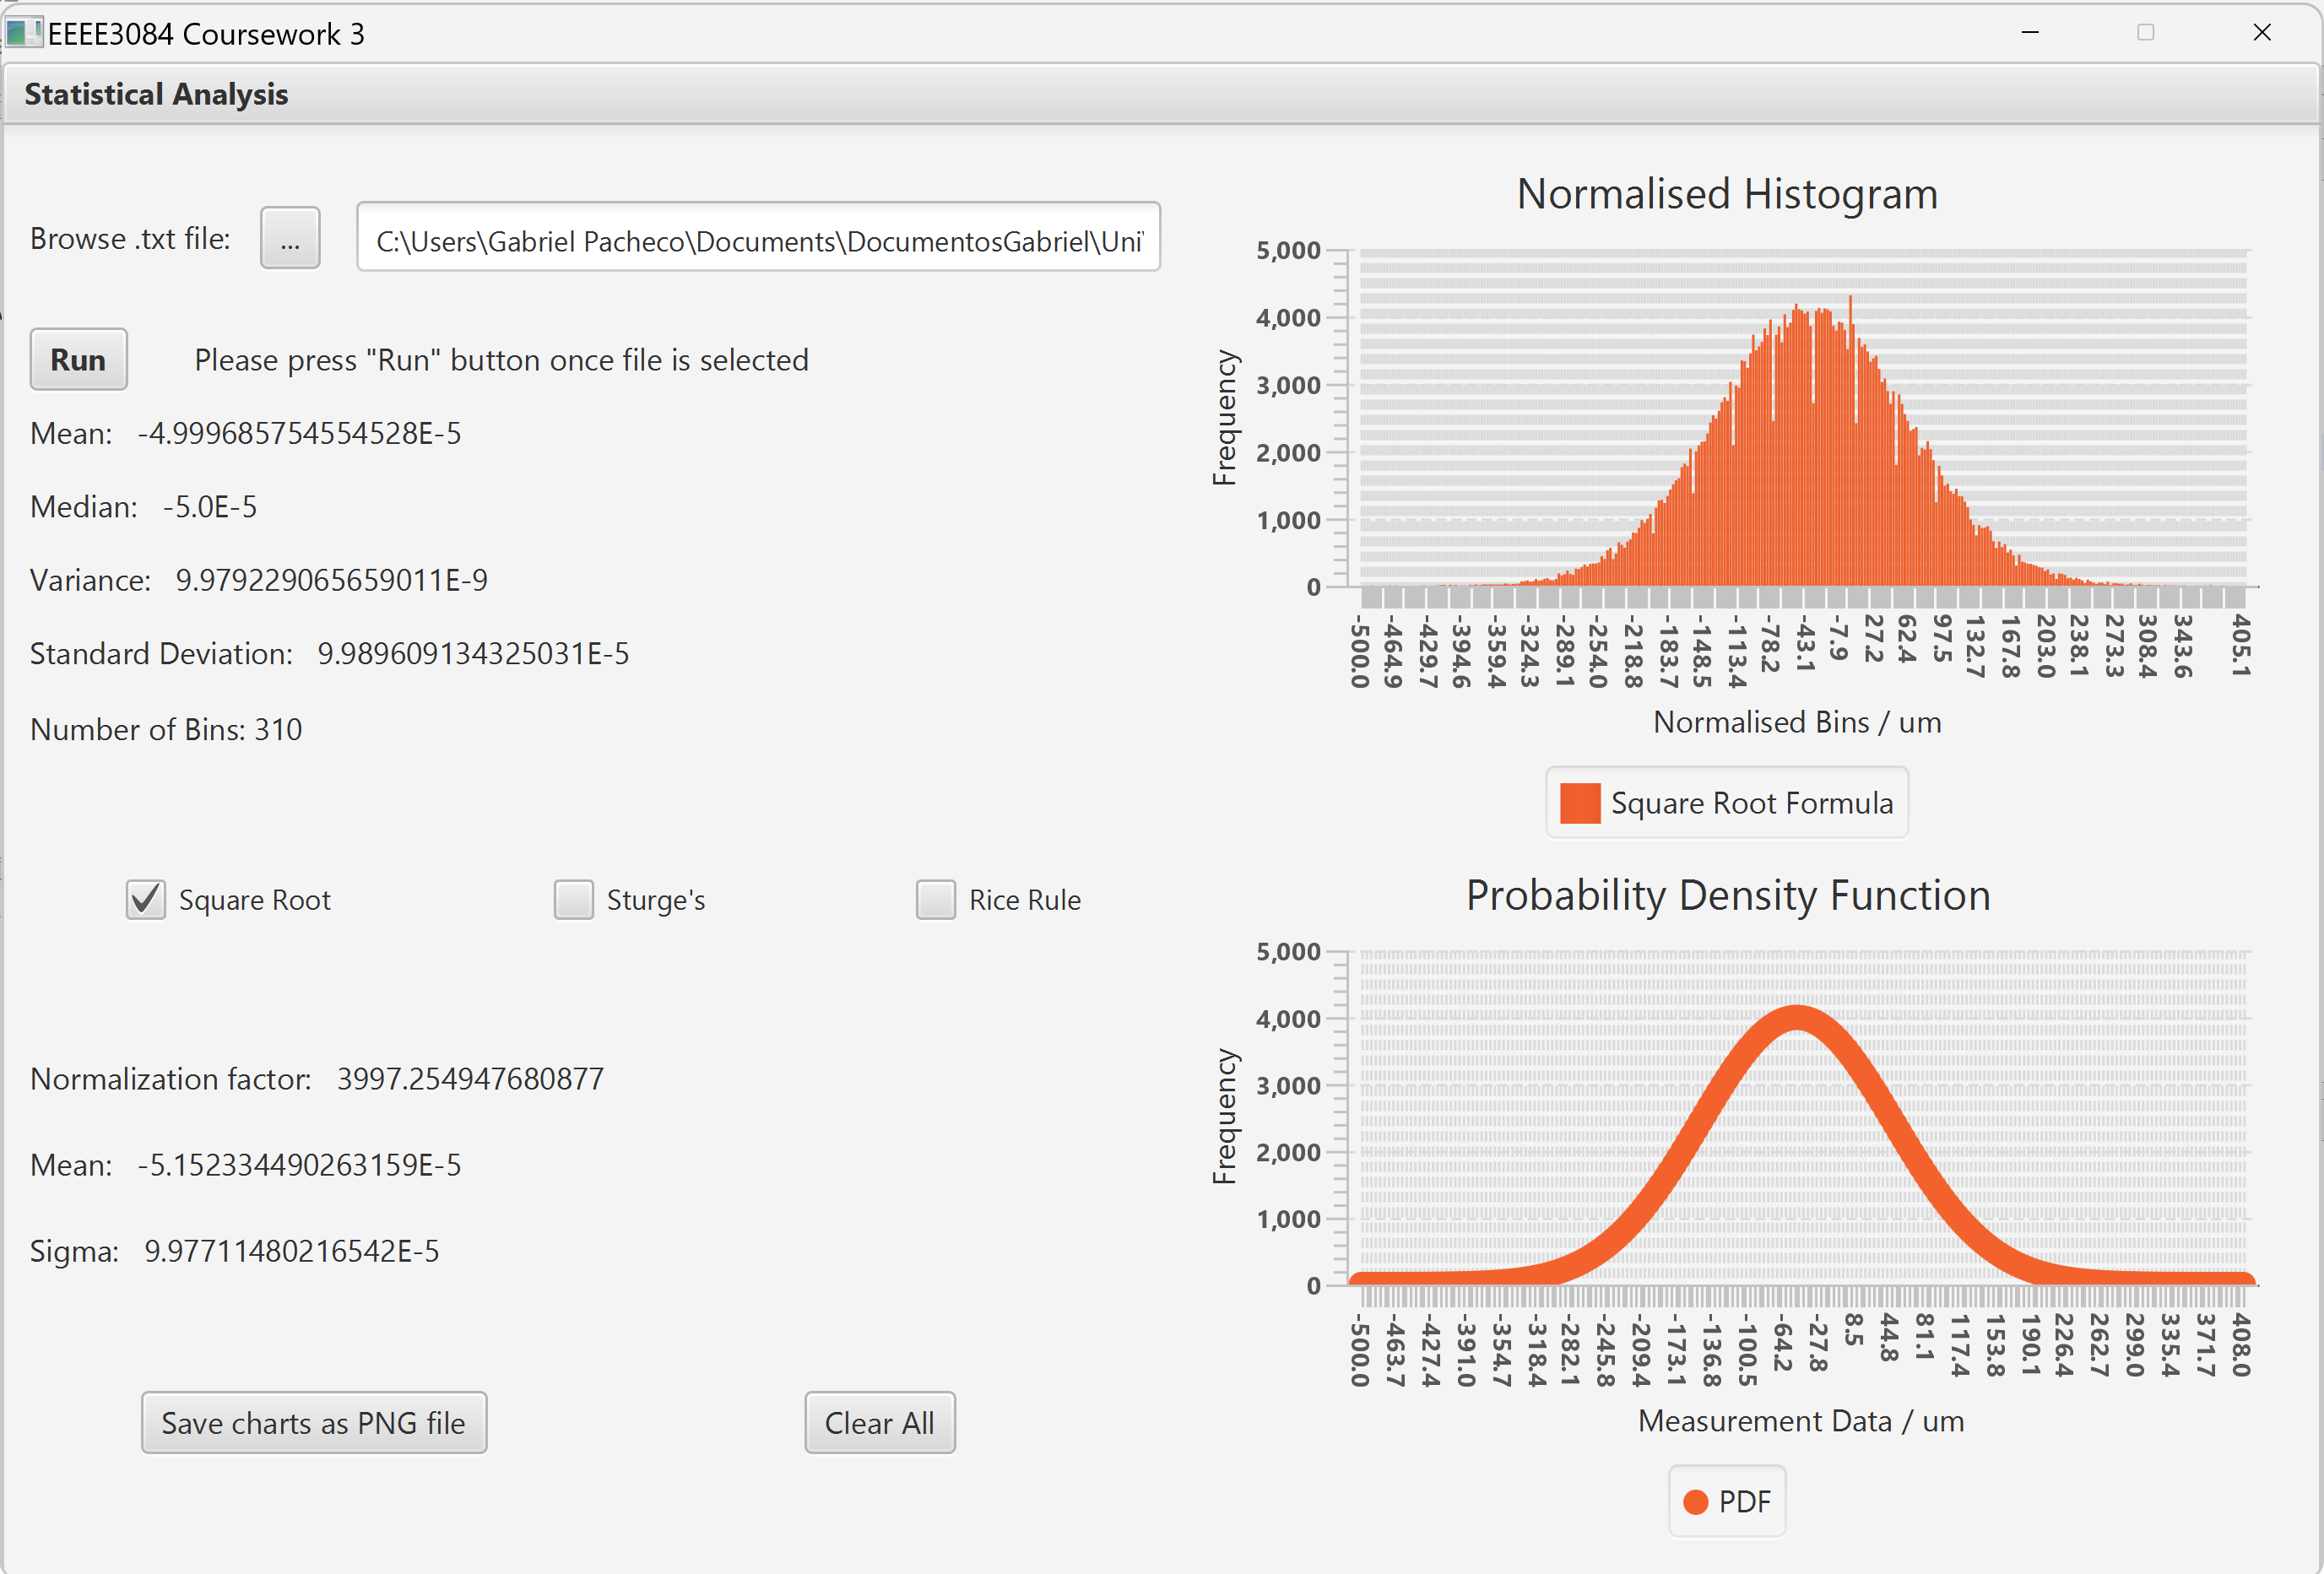 EEEE3084 Coursework 3
Statistical Analysis
Browse .txt file:
...
C:\Users\Gabriel Pacheco\Documents\DocumentosGabriel\Uni\
Run
Please press "Run" button once file is selected
Mean: -4.999685754554528E-5
Median: -5.0E-5
Variance: 9.979229065659011E-9
Standard Deviation: 9.989609134325031E-5
Number of Bins: 310
Square Root
Sturge's
Rice Rule
Normalization factor: 3997.254947680877
Mean: -5.152334490263159E-5
Sigma: 9.97711480216542E-5
Save charts as PNG file
Clear All
Normalised Histogram
Frequency
5,000
4,000
3,000
2,000
1,000
0
-500.0
-464.9
-429.7
-394.6
-359.4
-324.3
-289.1
-254.0
-218.8
-183.7
-148.5
-113.4
-78.2
-43.1
-7.9
27.2
62.4
97.5
132.7
167.8
203.0
238.1
273.3
308.4
343.6
405.1
Normalised Bins / um
Square Root Formula
Probability Density Function
Frequency
5,000
4,000
3,000
2,000
1,000
0
-500.0
-463.7
-427.4
-391.0
-354.7
-318.4
-282.1
-245.8
-209.4
-173.1
-136.8
-100.5
-64.2
-27.8
8.5
44.8
81.1
117.4
153.8
190.1
226.4
262.7
299.0
335.4
371.7
408.0
Measurement Data / um
PDF